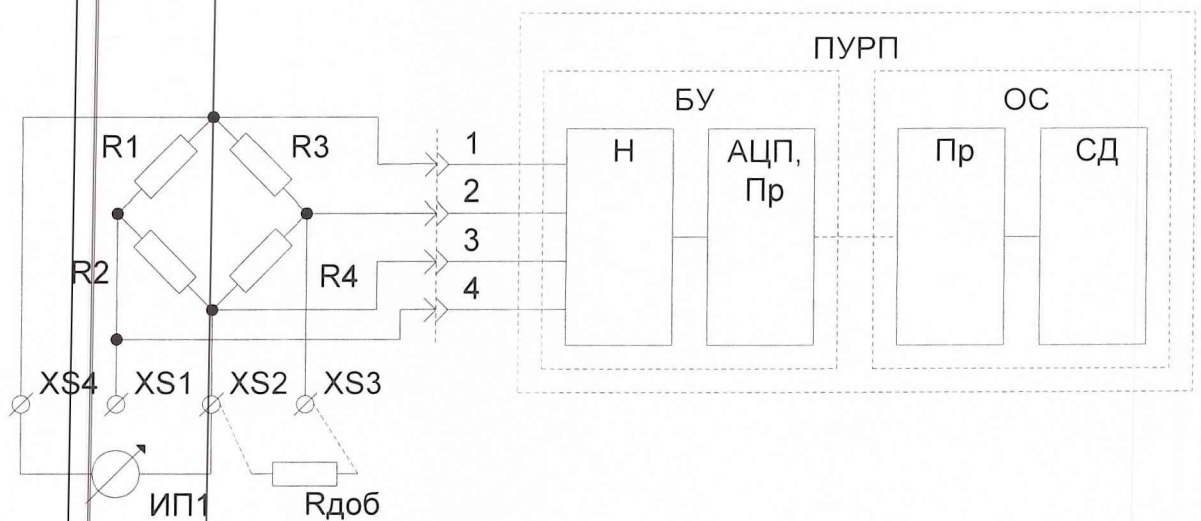 ПУРП
БУ
ОС
R1
R3
1
Н
АЦП,
Пр
Пр
СД
2
3
R2
R4
4
XS4
XS1
XS2
XS3
ИП1
Rдоб